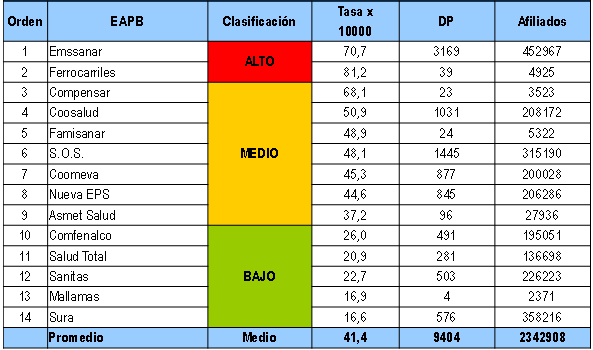 Orden EAPB Clasificación Tasa x 10000 DP Afiliados
1 Emssanar ALTO 70,7 3169 452967
2 Ferrocarriles 81,2 39 4925
3 Compensar MEDIO 68,1 23 3523
4 Coosalud 50,9 1031 208172
5 Famisanar 48,9 24 5322
6 S.O.S. 48,1 1445 315190
7 Coomeva 45,3 877 200028
8 Nueva EPS 44,6 845 206286
9 Asmet Salud 37,2 96 27936
10 Comfenalco BAJO 26,0 491 195051
11 Salud Total 20,9 281 136698
12 Sanitas 22,7 503 226223
13 Mallamas 16,9 4 2371
14 Sura 16,6 576 358216
Promedio Medio 41,4 9404 2342908